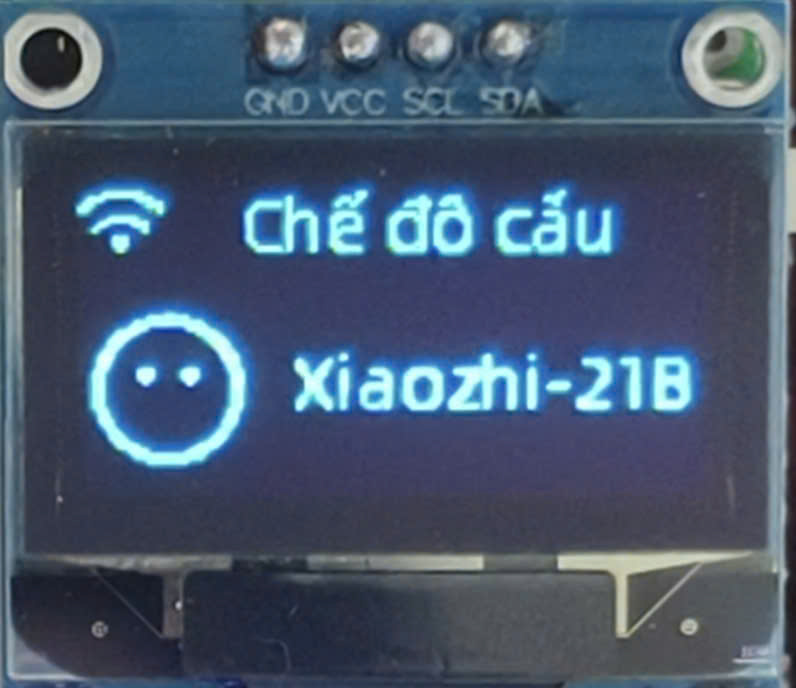 GND VCC SCL SDA
Chế độ cấu
Xiaozhi-21B